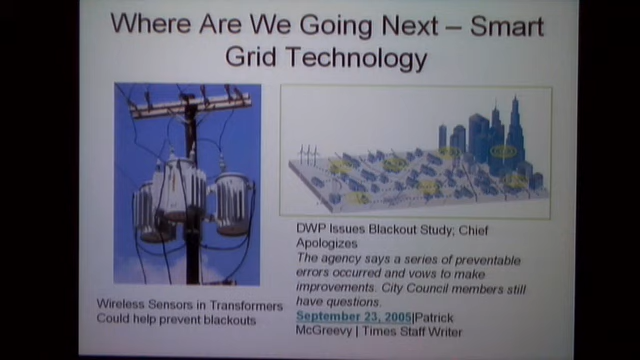 Where Are We Going Next – Smart
Grid Technology
DWP Issues Blackout Study; Chief
Apologizes
The agency says a series of preventable
errors occurred and vows to make
improvements. City Council members still
have questions.
September 23, 2005|Patrick
McGreevy | Times Staff Writer
Wireless Sensors in Transformers
Could help prevent blackouts